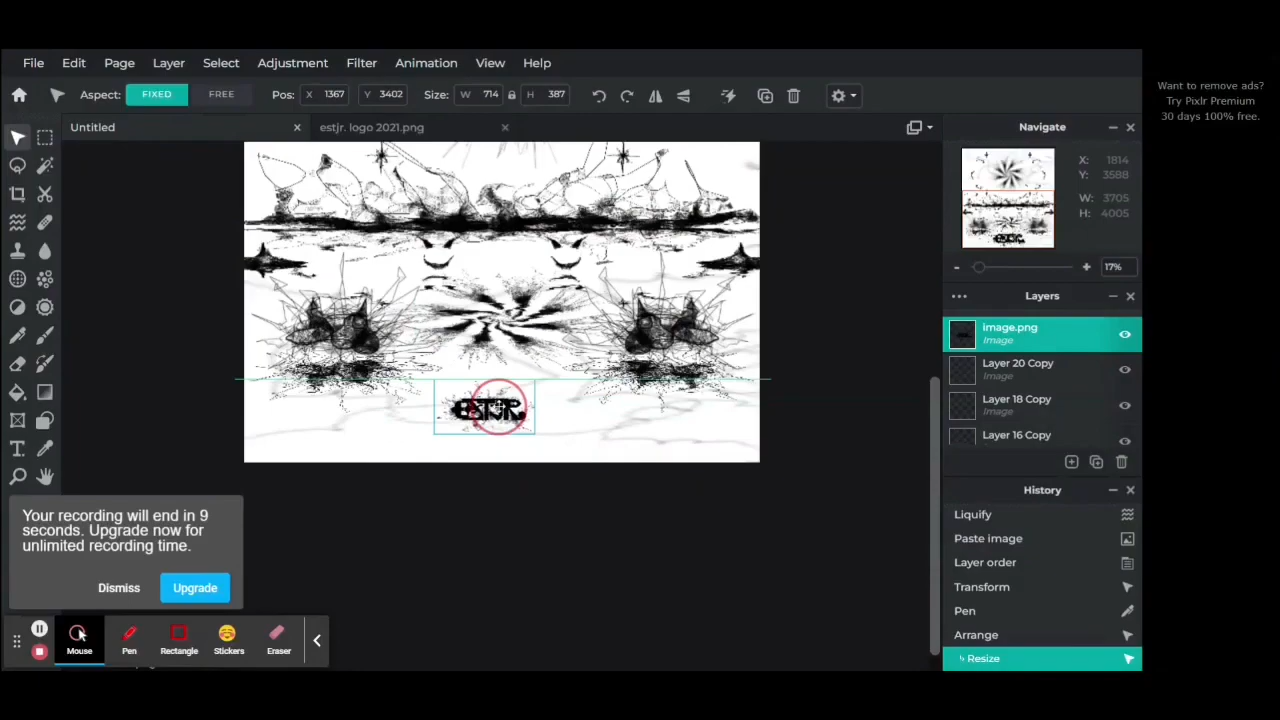 File Edit Page Layer Select Adjustment Filter Animation View Help
Aspect: FIXED FREE Pos: X 1367 Y 3402 Size: W 714 H 387
Want to remove ads?
Try Pixlr Premium
30 days 100% free.
Untitled
estjr. logo 2021.png
Navigate
X: 1814
Y: 3588
W: 3705
H: 4005
17%
Layers
image.png
Image
Layer 20 Copy
Image
Layer 18 Copy
Image
Layer 16 Copy
History
Liquify
Paste image
Layer order
Transform
Pen
Arrange
Resize
ESTJR.
Your recording will end in 9
seconds. Upgrade now for
unlimited recording time.
Dismiss Upgrade
Mouse Pen Rectangle Stickers Eraser